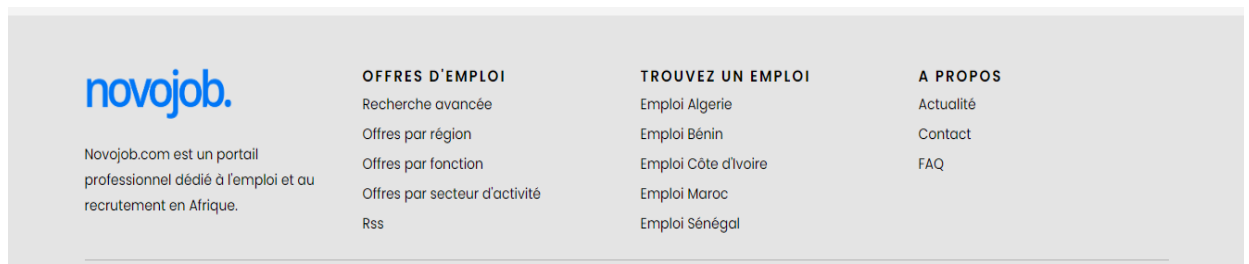 novojob.
Novojob.com est un portail
professionnel dédié à l'emploi et au
recrutement en Afrique.
OFFRES D'EMPLOI
Recherche avancée
Offres par région
Offres par fonction
Offres par secteur d'activité
Rss
TROUVEZ UN EMPLOI
Emploi Algerie
Emploi Bénin
Emploi Côte d'Ivoire
Emploi Maroc
Emploi Sénégal
A PROPOS
Actualité
Contact
FAQ